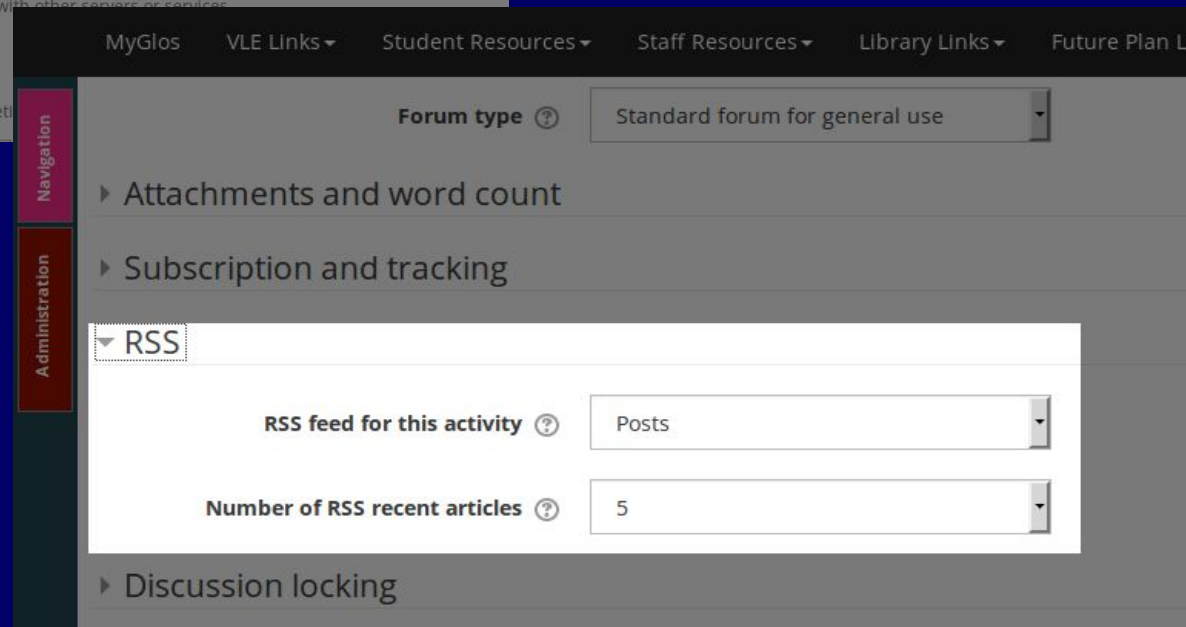 with other servers or services
MyGlos VLE Links Student Resources Staff Resources Library Links Future Plan L
Navigation
Administration
Forum type
Standard forum for general use
Attachments and word count
Subscription and tracking
RSS
RSS feed for this activity
Posts
Number of RSS recent articles
5
Discussion locking